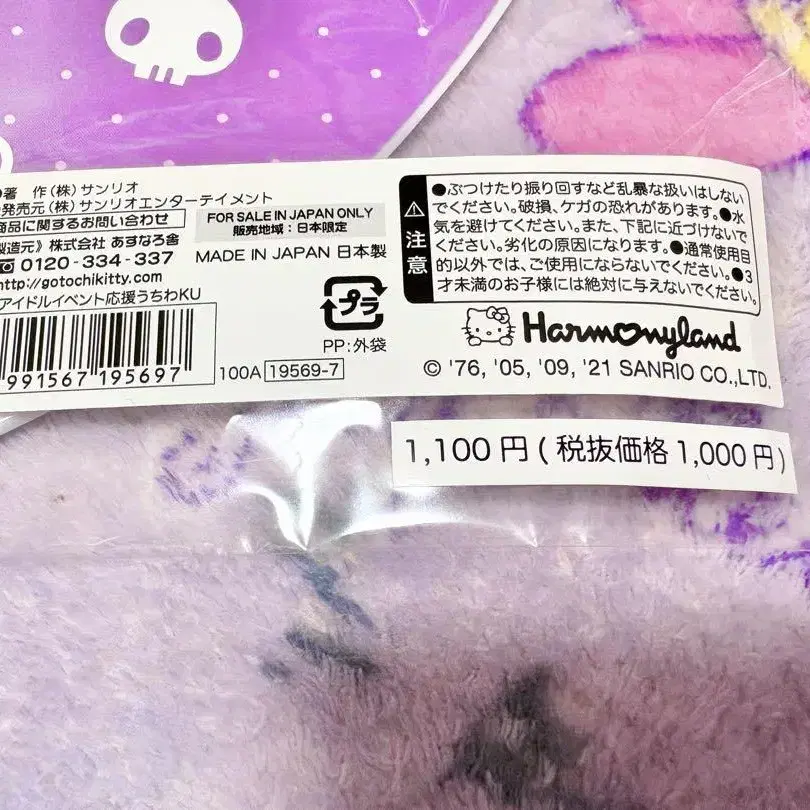 著 作(株)サンリオ
発売元(株)サンリオエンターテイメント
商品に関するお問い合わせ
製造元》株式会社 あすなろ舎
0120-334-337
http://gotochikitty.com
アイドルイベント応援うちわKU
991567 195697
FOR SALE IN JAPAN ONLY
販売地域:日本限定
MADE IN JAPAN 日本製
プラ
PP:外袋
100A 19569-7
注意
●ぶつけたり振り回すなど乱暴な扱いはしない
でください。破損、ケガの恐れがあります。●水
気を避けてください。また、下記に近づけないで
ください。劣化の原因になります。●通常使用目
的以外では、ご使用にならないでください。●3
才未満のお子様には絶対に与えないでください。
Harmonyland
© '76, '05, '09, '21 SANRIO CO.,LTD.
1,100円(税抜価格1,000円)